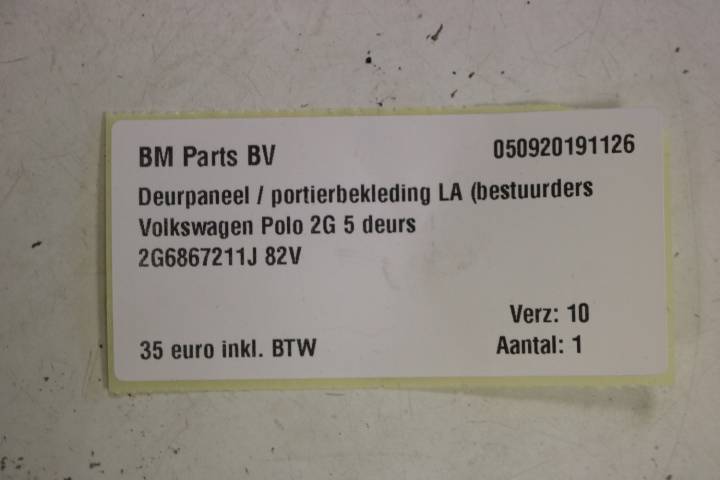 BM Parts BV 050920191126
Deurpaneel / portierbekleding LA (bestuurders
Volkswagen Polo 2G 5 deurs
2G6867211J 82V
Verz: 10
35 euro inkl. BTW Aantal: 1